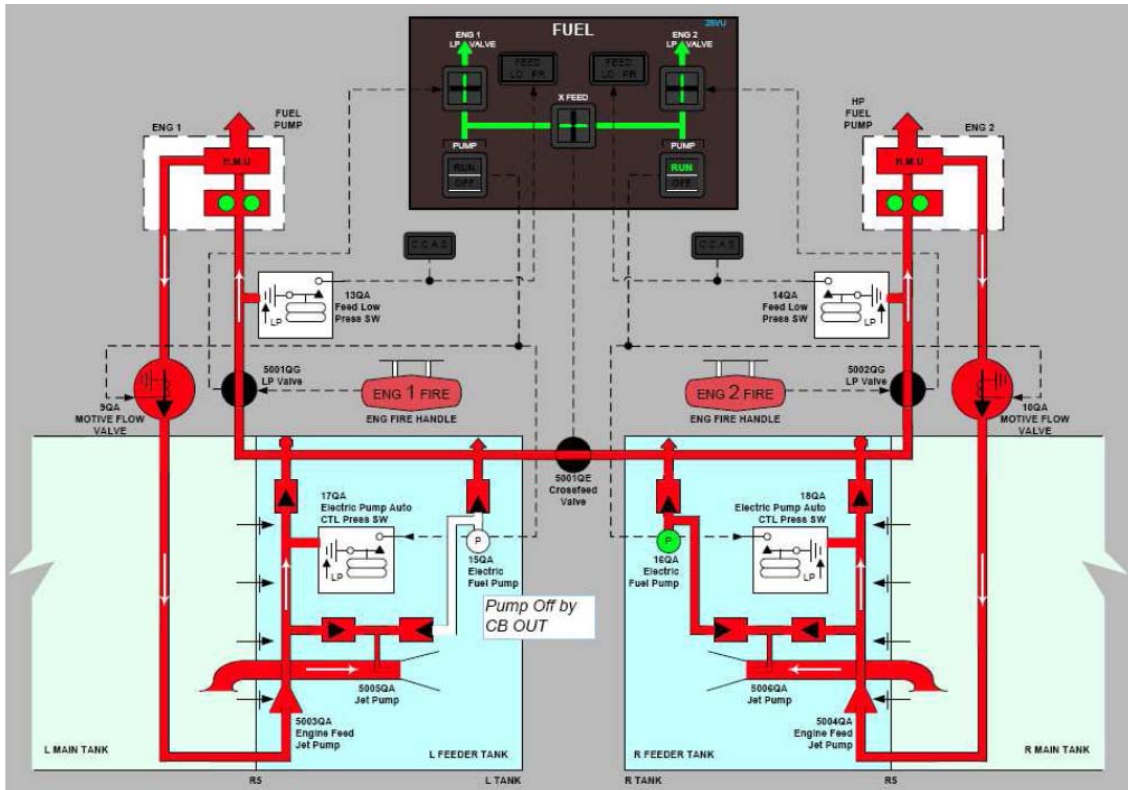 FUEL
25VU
ENG 1
LP VALVE
ENG 2
LP VALVE
FEED
LO PR
FEED
LO PR
X FEED
PUMP
RUN
OFF
PUMP
RUN
OFF
ENG 1
FUEL
PUMP
H.M.U
HP
FUEL
PUMP
ENG 2
H.M.U
C.C.A.S
C.C.A.S
13QA
Feed Low
Press SW
LP
14QA
Feed Low
Press SW
LP
5001QG
LP Valve
ENG 1 FIRE
ENG FIRE HANDLE
ENG 2 FIRE
ENG FIRE HANDLE
5002QG
LP Valve
9QA
MOTIVE FLOW
VALVE
10QA
MOTIVE FLOW
VALVE
5001QE
Crossfeed
Valve
17QA
Electric Pump Auto
CTL Press SW
LP
P
15QA
Electric
Fuel Pump
18QA
Electric Pump Auto
CTL Press SW
LP
P
16QA
Electric
Fuel Pump
Pump Off by
CB OUT
5005QA
Jet Pump
5006QA
Jet Pump
5003QA
Engine Feed
Jet Pump
5004QA
Engine Feed
Jet Pump
L MAIN TANK
L FEEDER TANK
R FEEDER TANK
R MAIN TANK
RS
L TANK
R TANK
RS